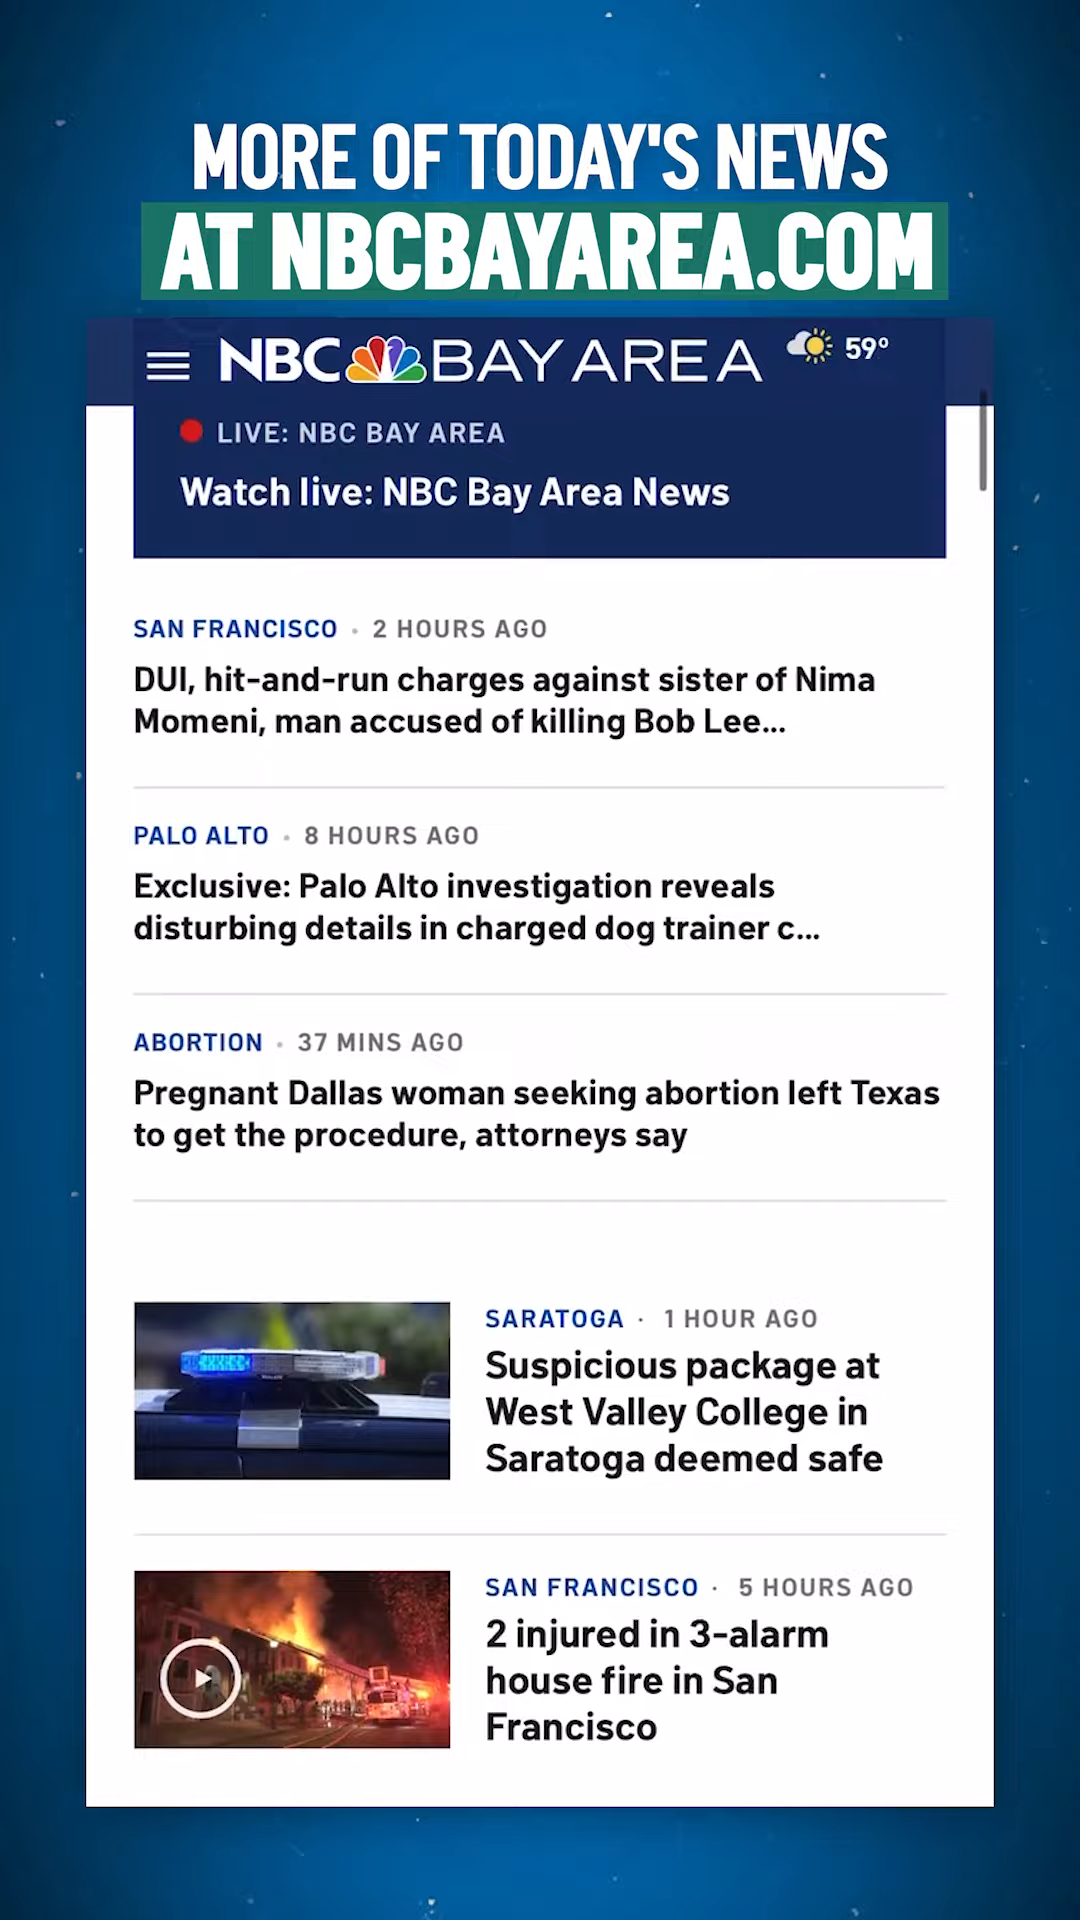 MORE OF TODAY'S NEWS
AT NBCBAYAREA.COM
NBC BAY AREA 59°
LIVE: NBC BAY AREA
Watch live: NBC Bay Area News
SAN FRANCISCO · 2 HOURS AGO
DUI, hit-and-run charges against sister of Nima
Momeni, man accused of killing Bob Lee...
PALO ALTO · 8 HOURS AGO
Exclusive: Palo Alto investigation reveals
disturbing details in charged dog trainer c...
ABORTION · 37 MINS AGO
Pregnant Dallas woman seeking abortion left Texas
to get the procedure, attorneys say
SARATOGA · 1 HOUR AGO
Suspicious package at
West Valley College in
Saratoga deemed safe
SAN FRANCISCO · 5 HOURS AGO
2 injured in 3-alarm
house fire in San
Francisco